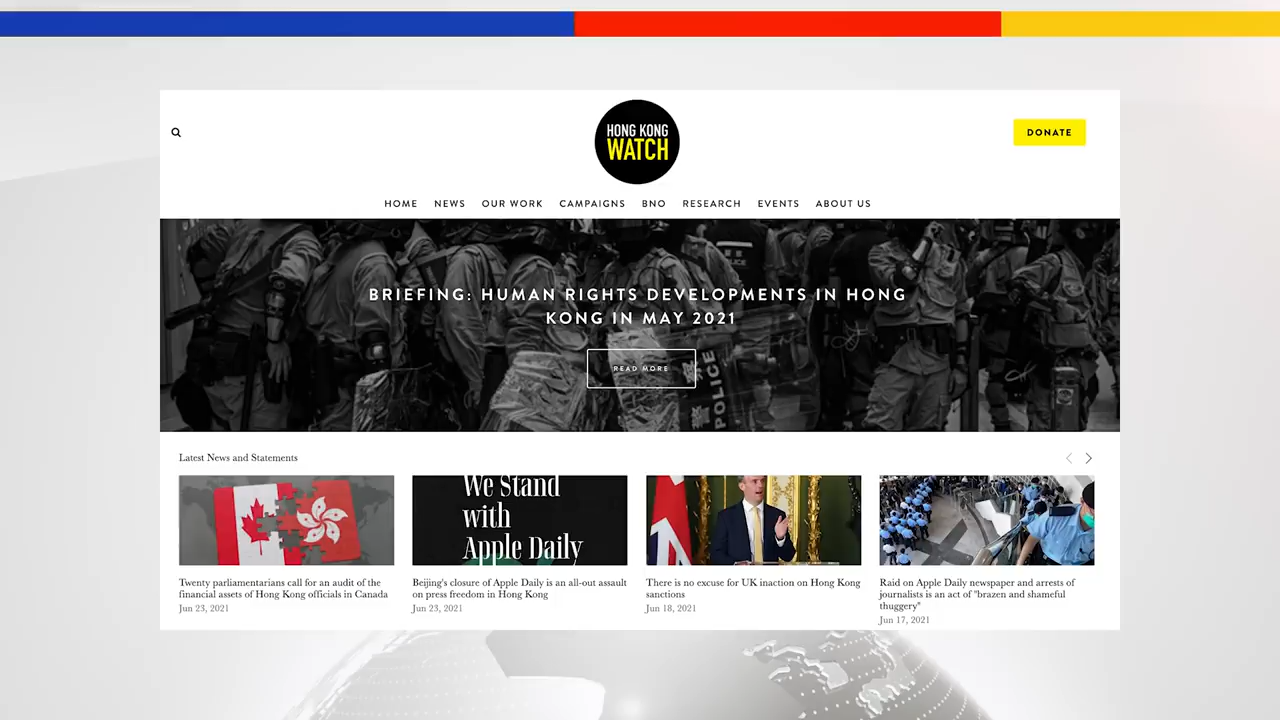 HONG KONG
WATCH
DONATE
HOME NEWS OUR WORK CAMPAIGNS BNO RESEARCH EVENTS ABOUT US
BRIEFING: HUMAN RIGHTS DEVELOPMENTS IN HONG
KONG IN MAY 2021
READ MORE
POLICE
警 POLICE
Latest News and Statements
We Stand
with
Apple Daily
Twenty parliamentarians call for an audit of the
financial assets of Hong Kong officials in Canada
Jun 23, 2021
Beijing's closure of Apple Daily is an all-out assault
on press freedom in Hong Kong
Jun 23, 2021
There is no excuse for UK inaction on Hong Kong
sanctions
Jun 18, 2021
Raid on Apple Daily newspaper and arrests of
journalists is an act of "brazen and shameful
thuggery"
Jun 17, 2021